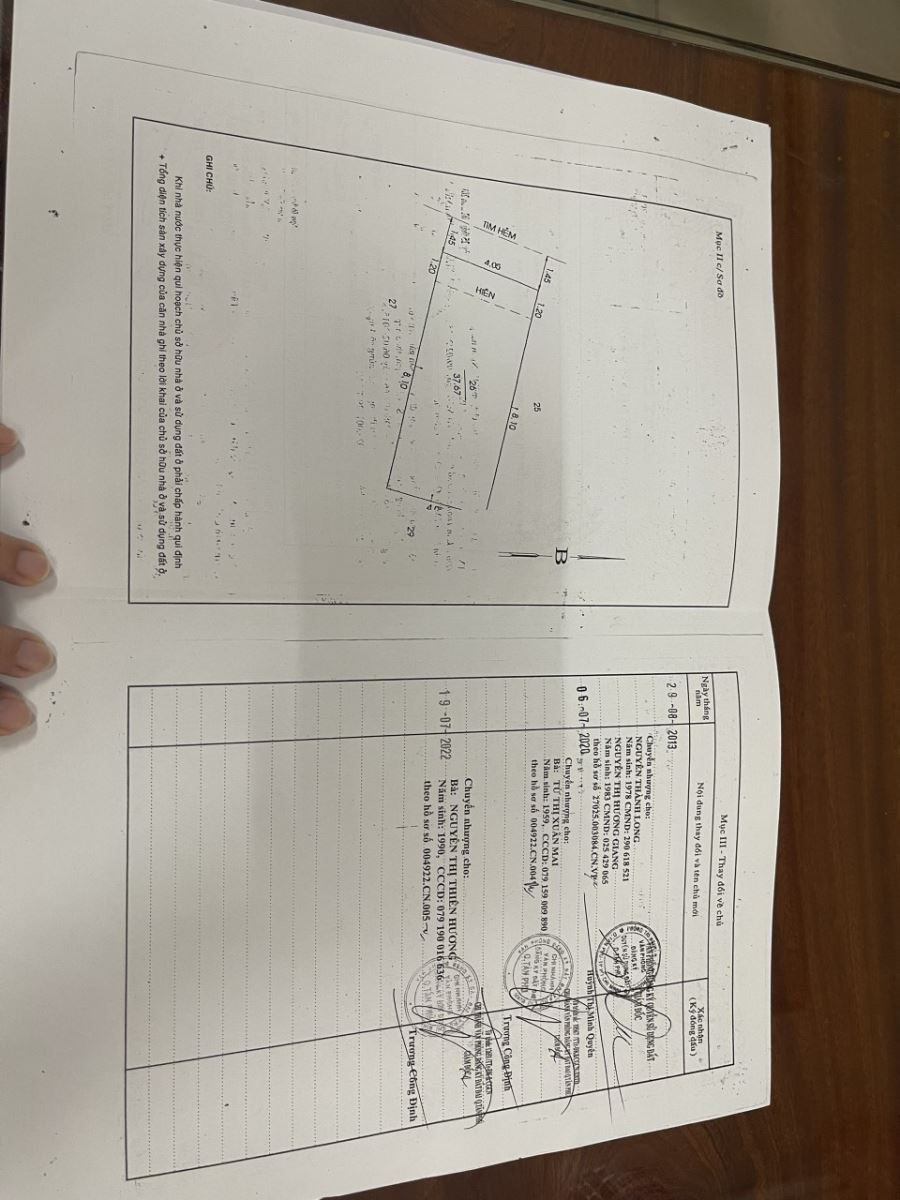 Mục II c/ Sơ đồ
TIM HẺM
HIÊN
1.45
1.20
4.00
1.45
1.20
25
18.10
26
37.67
27
8.10
29
B
GHI CHÚ:
Khi nhà nước thực hiện qui hoạch chủ sở hữu nhà ở và sử dụng đất ở phải chấp hành qui định
+ Tổng diện tích sàn xây dựng của căn nhà ghi theo lời khai của chủ sở hữu nhà ở và sử dụng đất ở.
Mục III - Thay đổi về chủ
Ngày tháng năm
Nội dung thay đổi và tên chủ mới
Xác nhận
(Ký đóng dấu)
29-08-2013
Chuyển nhượng cho:
NGUYỄN THÀNH LONG
Năm sinh: 1978 CMND: 290 618 521
NGUYỄN THỊ HƯƠNG GIANG
Năm sinh: 1983 CMND: 025 429 065
theo hồ sơ số 27025.003084.CN.
Huỳnh Thị Minh Quyên
06-07-2020
Chuyển nhượng cho:
Bà: TỪ THỊ XUÂN MAI
Năm sinh: 1959, CCCD: 079 159 009 890
theo hồ sơ số 004922.CN.004
Trương Công Định
19-07-2022
Chuyển nhượng cho:
Bà: NGUYỄN THỊ THIÊN HƯƠNG
Năm sinh: 1990, CCCD: 079 190 016 636
theo hồ sơ số 004922.CN.005
Trương Công Định